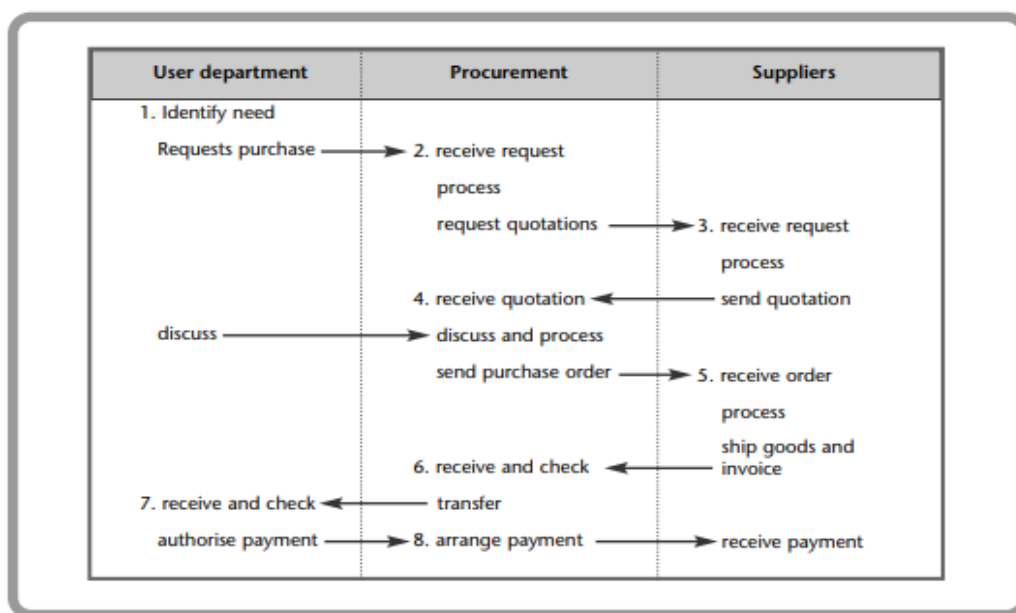 User department Procurement Suppliers
1. Identify need
Requests purchase 2. receive request
process
request quotations 3. receive request
process
4. receive quotation send quotation
discuss discuss and process
send purchase order 5. receive order
process
ship goods and
6. receive and check invoice
7. receive and check transfer
authorise payment 8. arrange payment receive payment